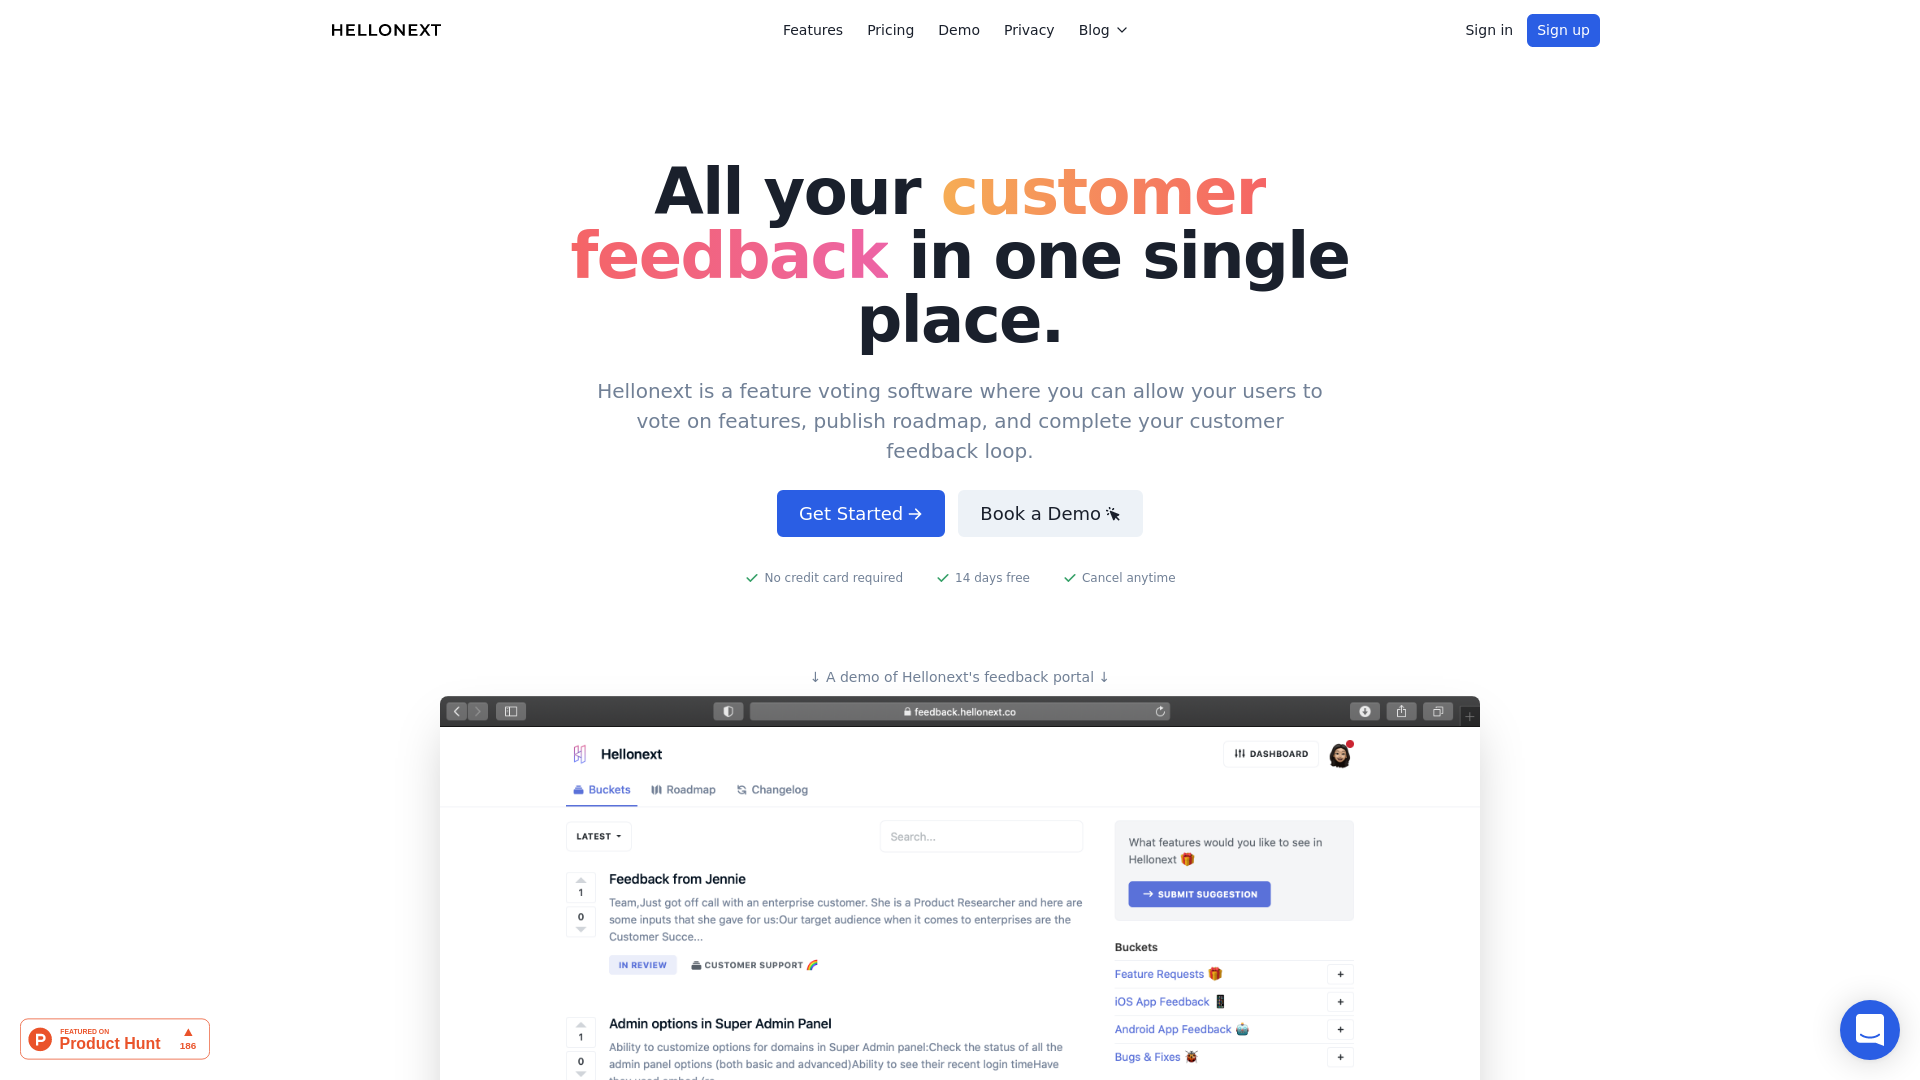 HELLONEXT
Features Pricing Demo Privacy Blog
Sign in Sign up
All your customer
feedback in one single
place.
Hellonext is a feature voting software where you can allow your users to
vote on features, publish roadmap, and complete your customer
feedback loop.
Get Started → Book a Demo
No credit card required 14 days free Cancel anytime
↓ A demo of Hellonext's feedback portal ↓
feedback.hellonext.co
Hellonext
DASHBOARD
Buckets Roadmap Changelog
LATEST
Search...
What features would you like to see in
Hellonext 🎁
→ SUBMIT SUGGESTION
1
0
Feedback from Jennie
Team,Just got off call with an enterprise customer. She is a Product Researcher and here are
some inputs that she gave for us:Our target audience when it comes to enterprises are the
Customer Succe...
IN REVIEW CUSTOMER SUPPORT 🌈
Buckets
Feature Requests 🎁 +
iOS App Feedback 📱 +
Android App Feedback 🤖 +
Bugs & Fixes 🐞 +
1
0
Admin options in Super Admin Panel
Ability to customize options for domains in Super Admin panel:Check the status of all the
admin panel options (both basic and advanced)Ability to see their recent login timeHave
FEATURED ON
Product Hunt
186